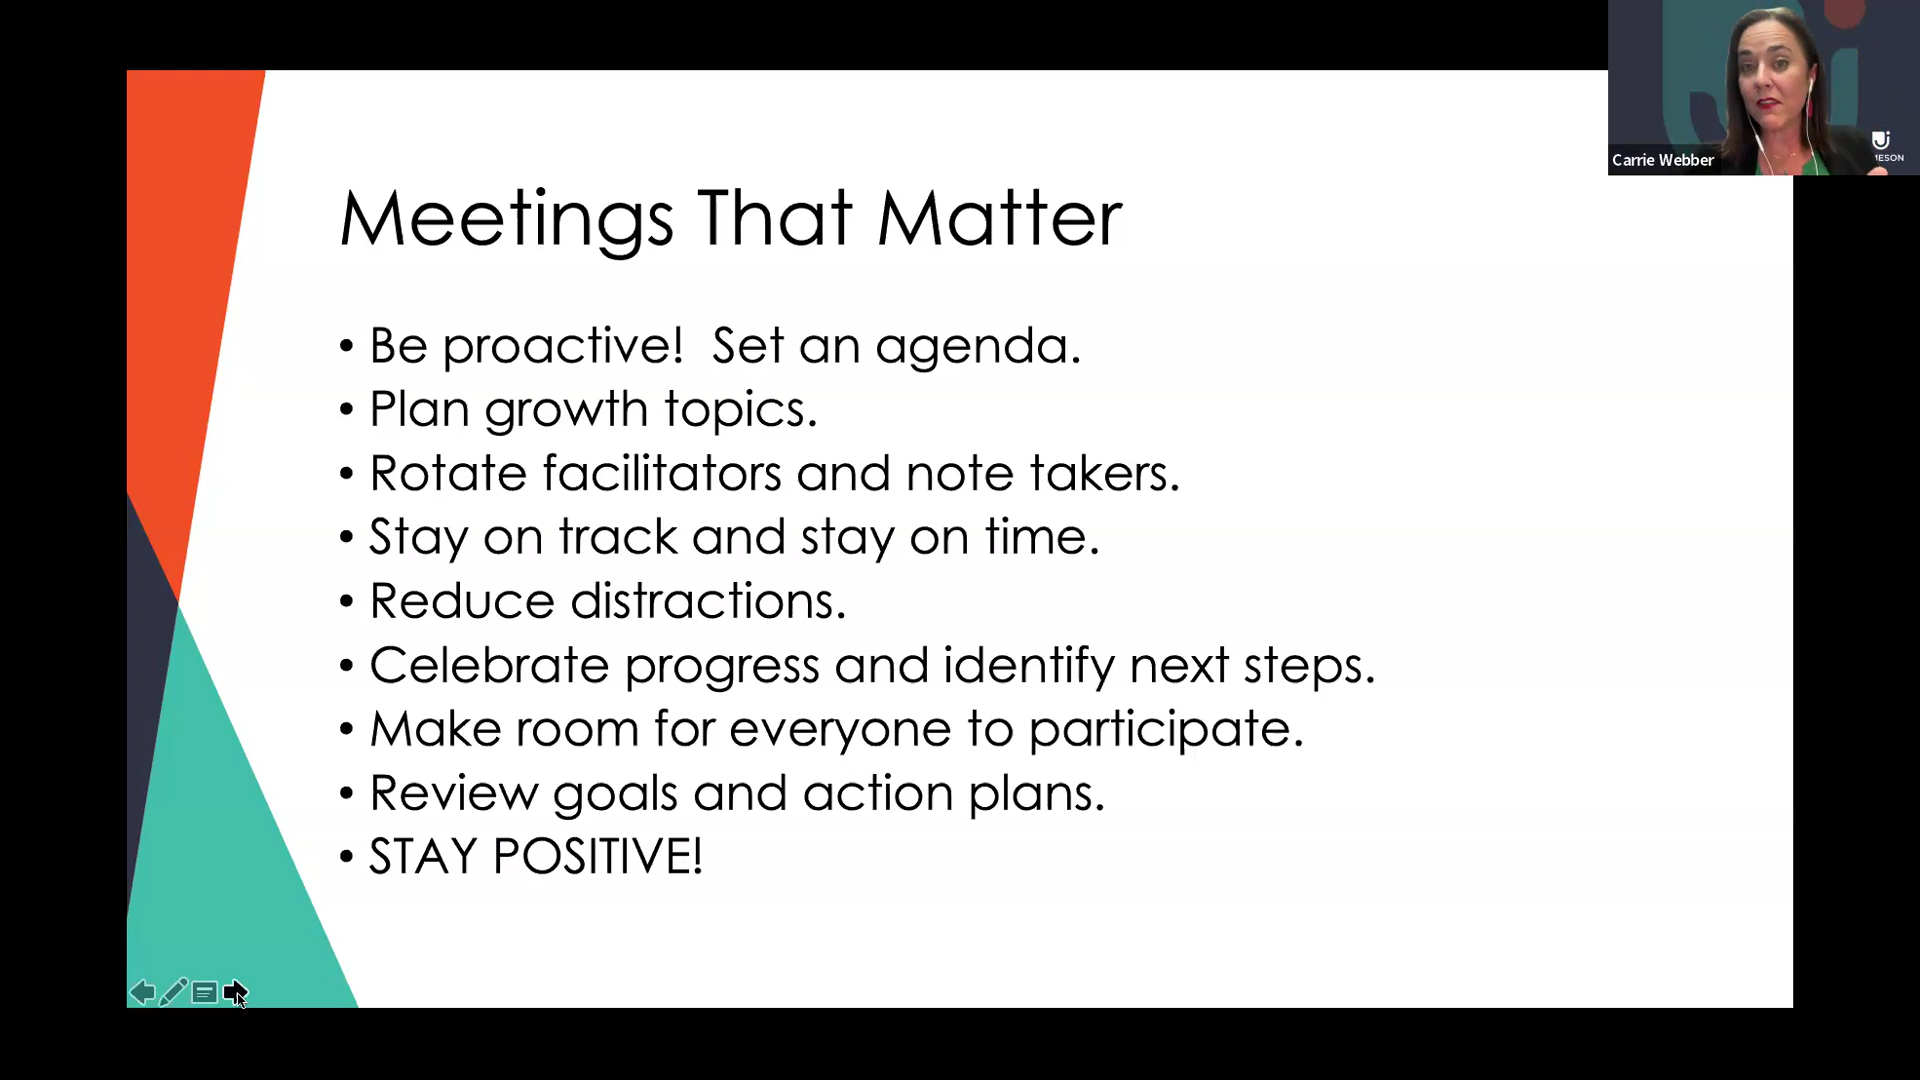 Meetings That Matter
• Be proactive!  Set an agenda.
• Plan growth topics.
• Rotate facilitators and note takers.
• Stay on track and stay on time.
• Reduce distractions.
• Celebrate progress and identify next steps.
• Make room for everyone to participate.
• Review goals and action plans.
• STAY POSITIVE!
Carrie Webber